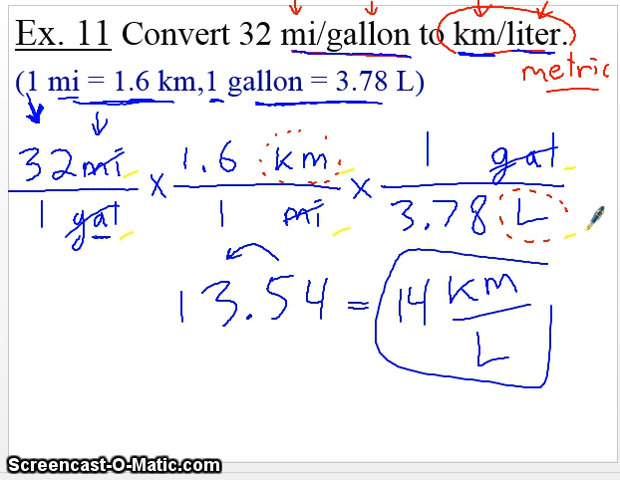 Ex. 11 Convert 32 mi/gallon to km/liter.
metric
(1 mi = 1.6 km,1 gallon = 3.78 L)
32 mi × 1.6 km × 1 gal
1 gal 1 mi 3.78 L
13.54 = 14 km
L
Screencast-O-Matic.com